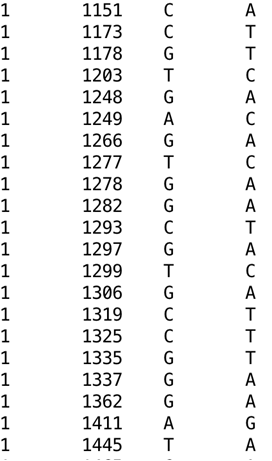 1 1151 C A
1 1173 C T
1 1178 G T
1 1203 T C
1 1248 G A
1 1249 A C
1 1266 G A
1 1277 T C
1 1278 G A
1 1282 G A
1 1293 C T
1 1297 G A
1 1299 T C
1 1306 G A
1 1319 C T
1 1325 C T
1 1335 G T
1 1337 G A
1 1362 G A
1 1411 A G
1 1445 T A